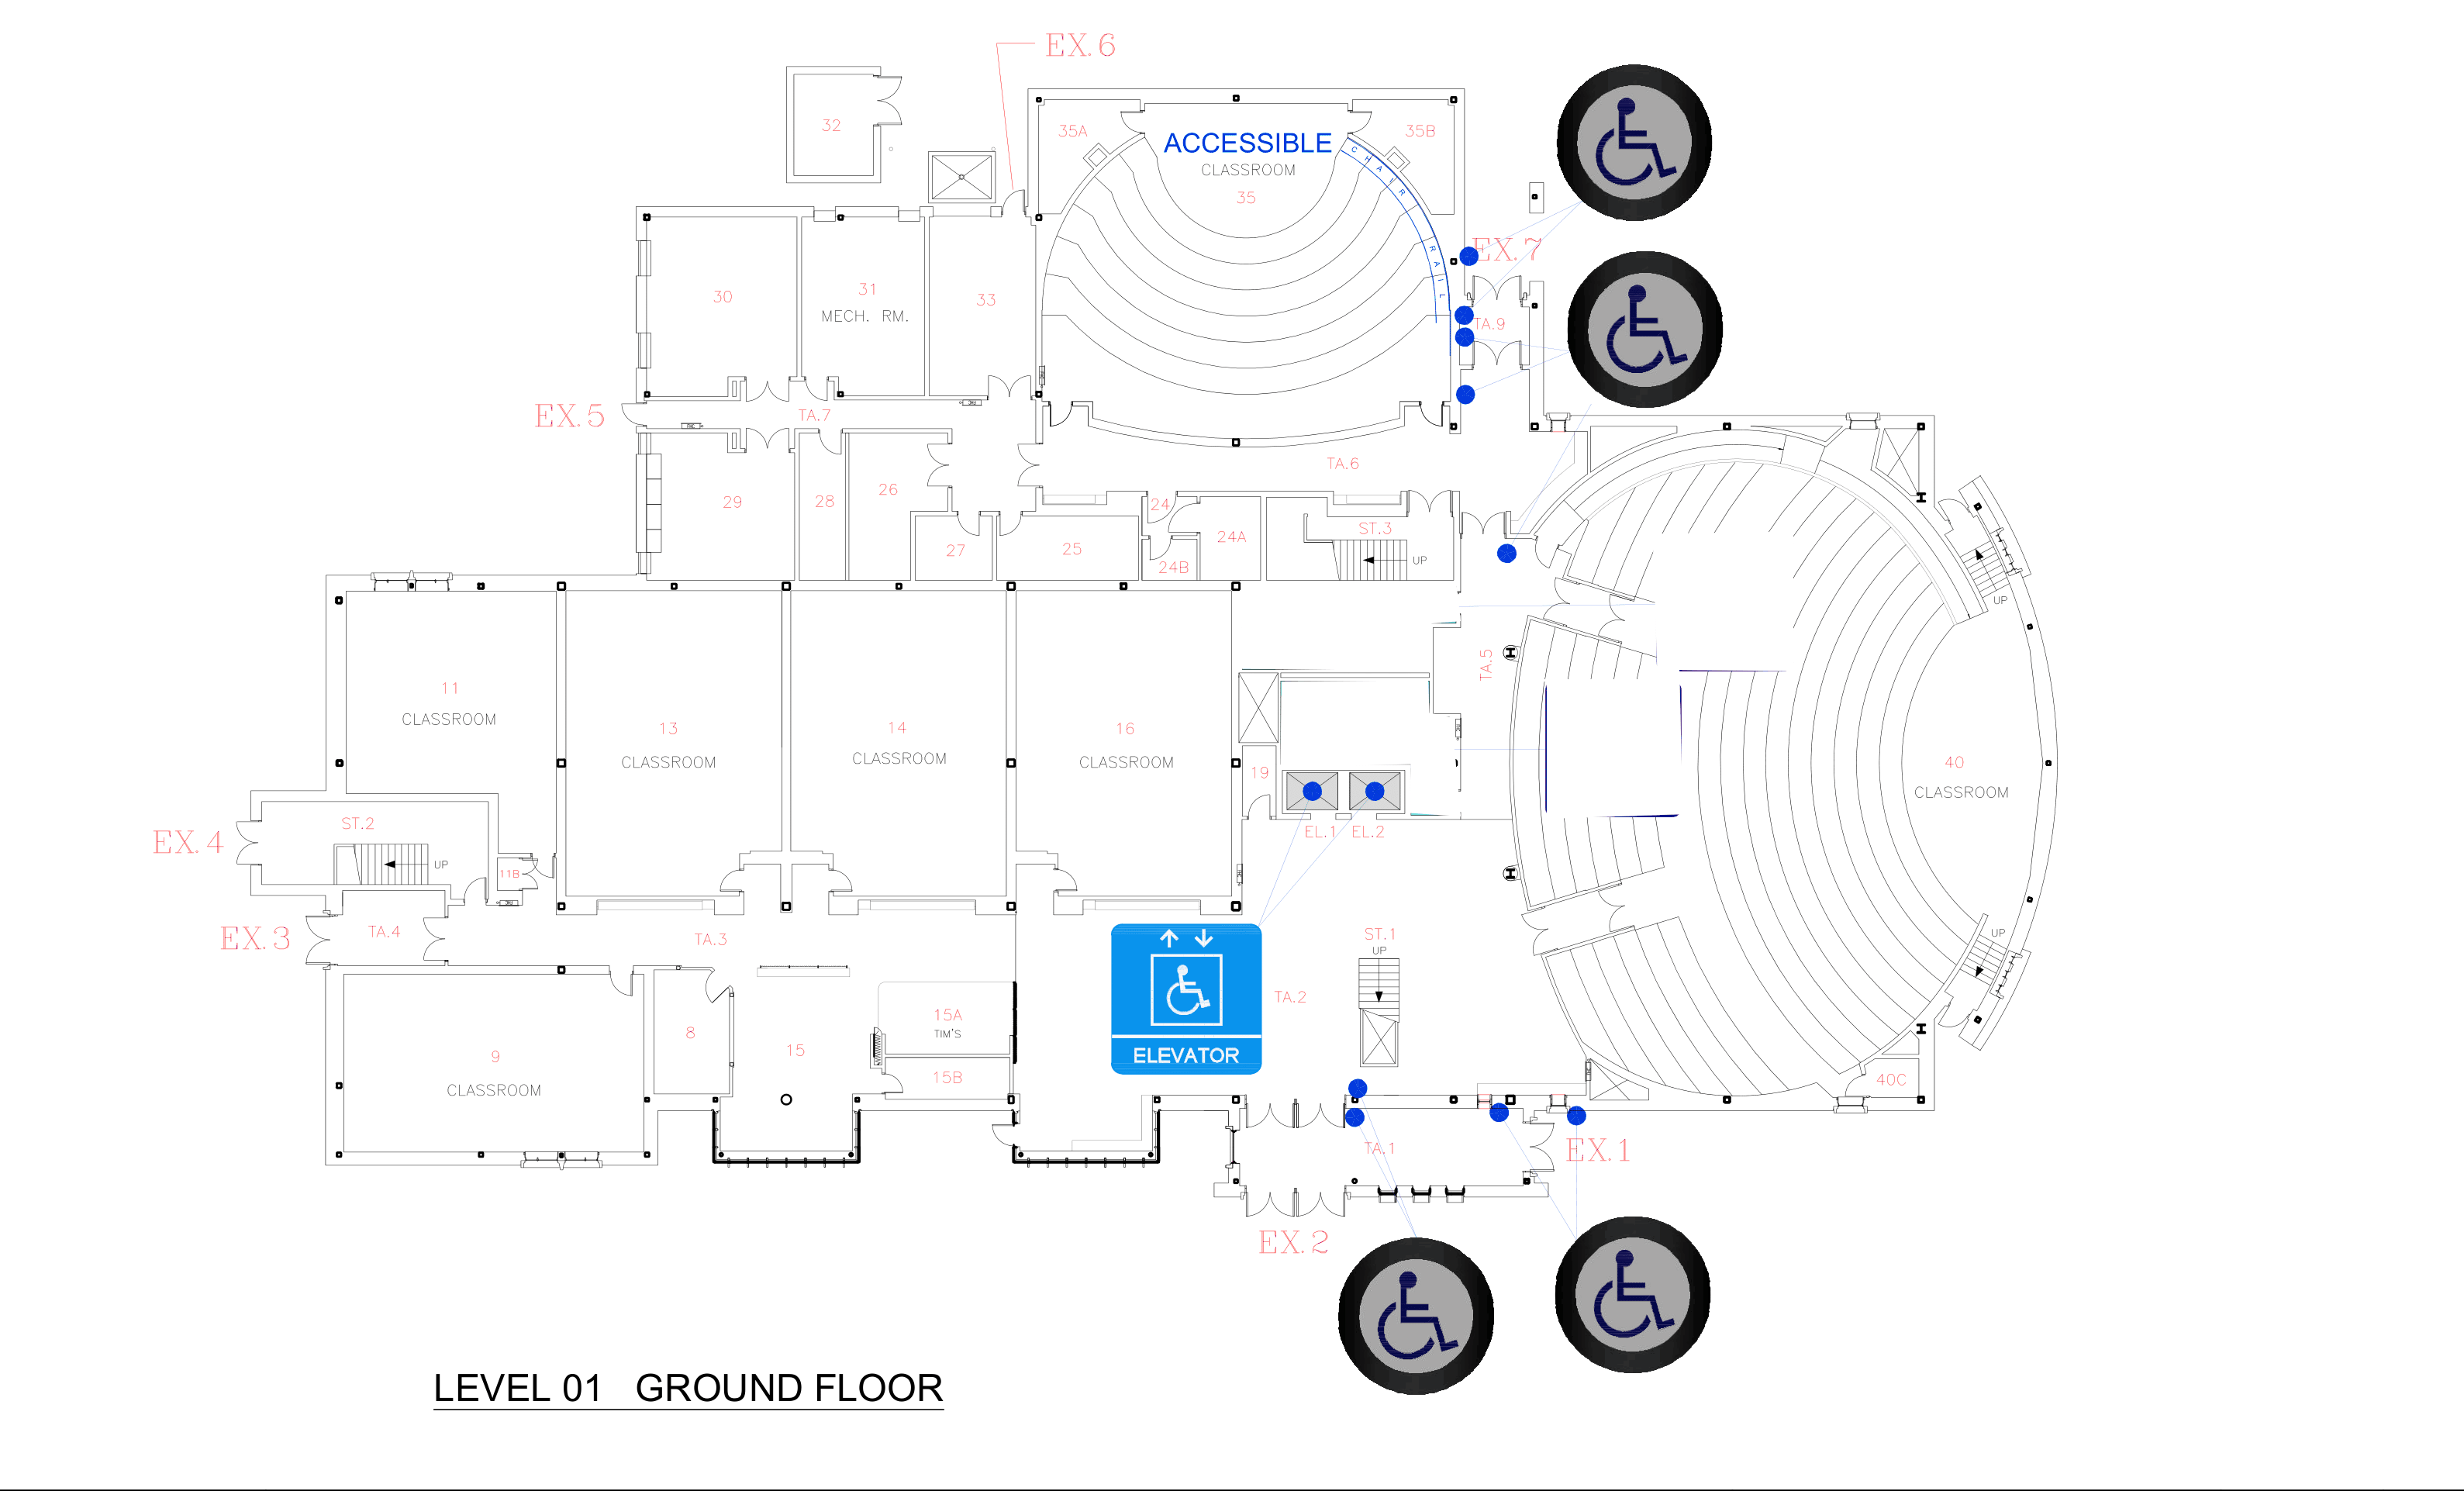 EX. 6
32
35A
ACCESSIBLE
35B
CLASSROOM
35
CHAIR RAIL
EX. 7
30
31
MECH. RM.
33
TA.9
EX. 5
TA.7
TA.6
29
28
26
24
ST.3
24A
27
25
24B
UP
UP
TA.5
11
CLASSROOM
13
CLASSROOM
14
CLASSROOM
16
CLASSROOM
19
40
CLASSROOM
EL.1
EL.2
EX. 4
ST.2
UP
11B
EX. 3
TA.4
TA.3
ST.1
UP
UP
TA.2
15A
TIM'S
8
15
9
CLASSROOM
15B
ELEVATOR
40C
TA.1
EX. 1
EX. 2
LEVEL 01 GROUND FLOOR